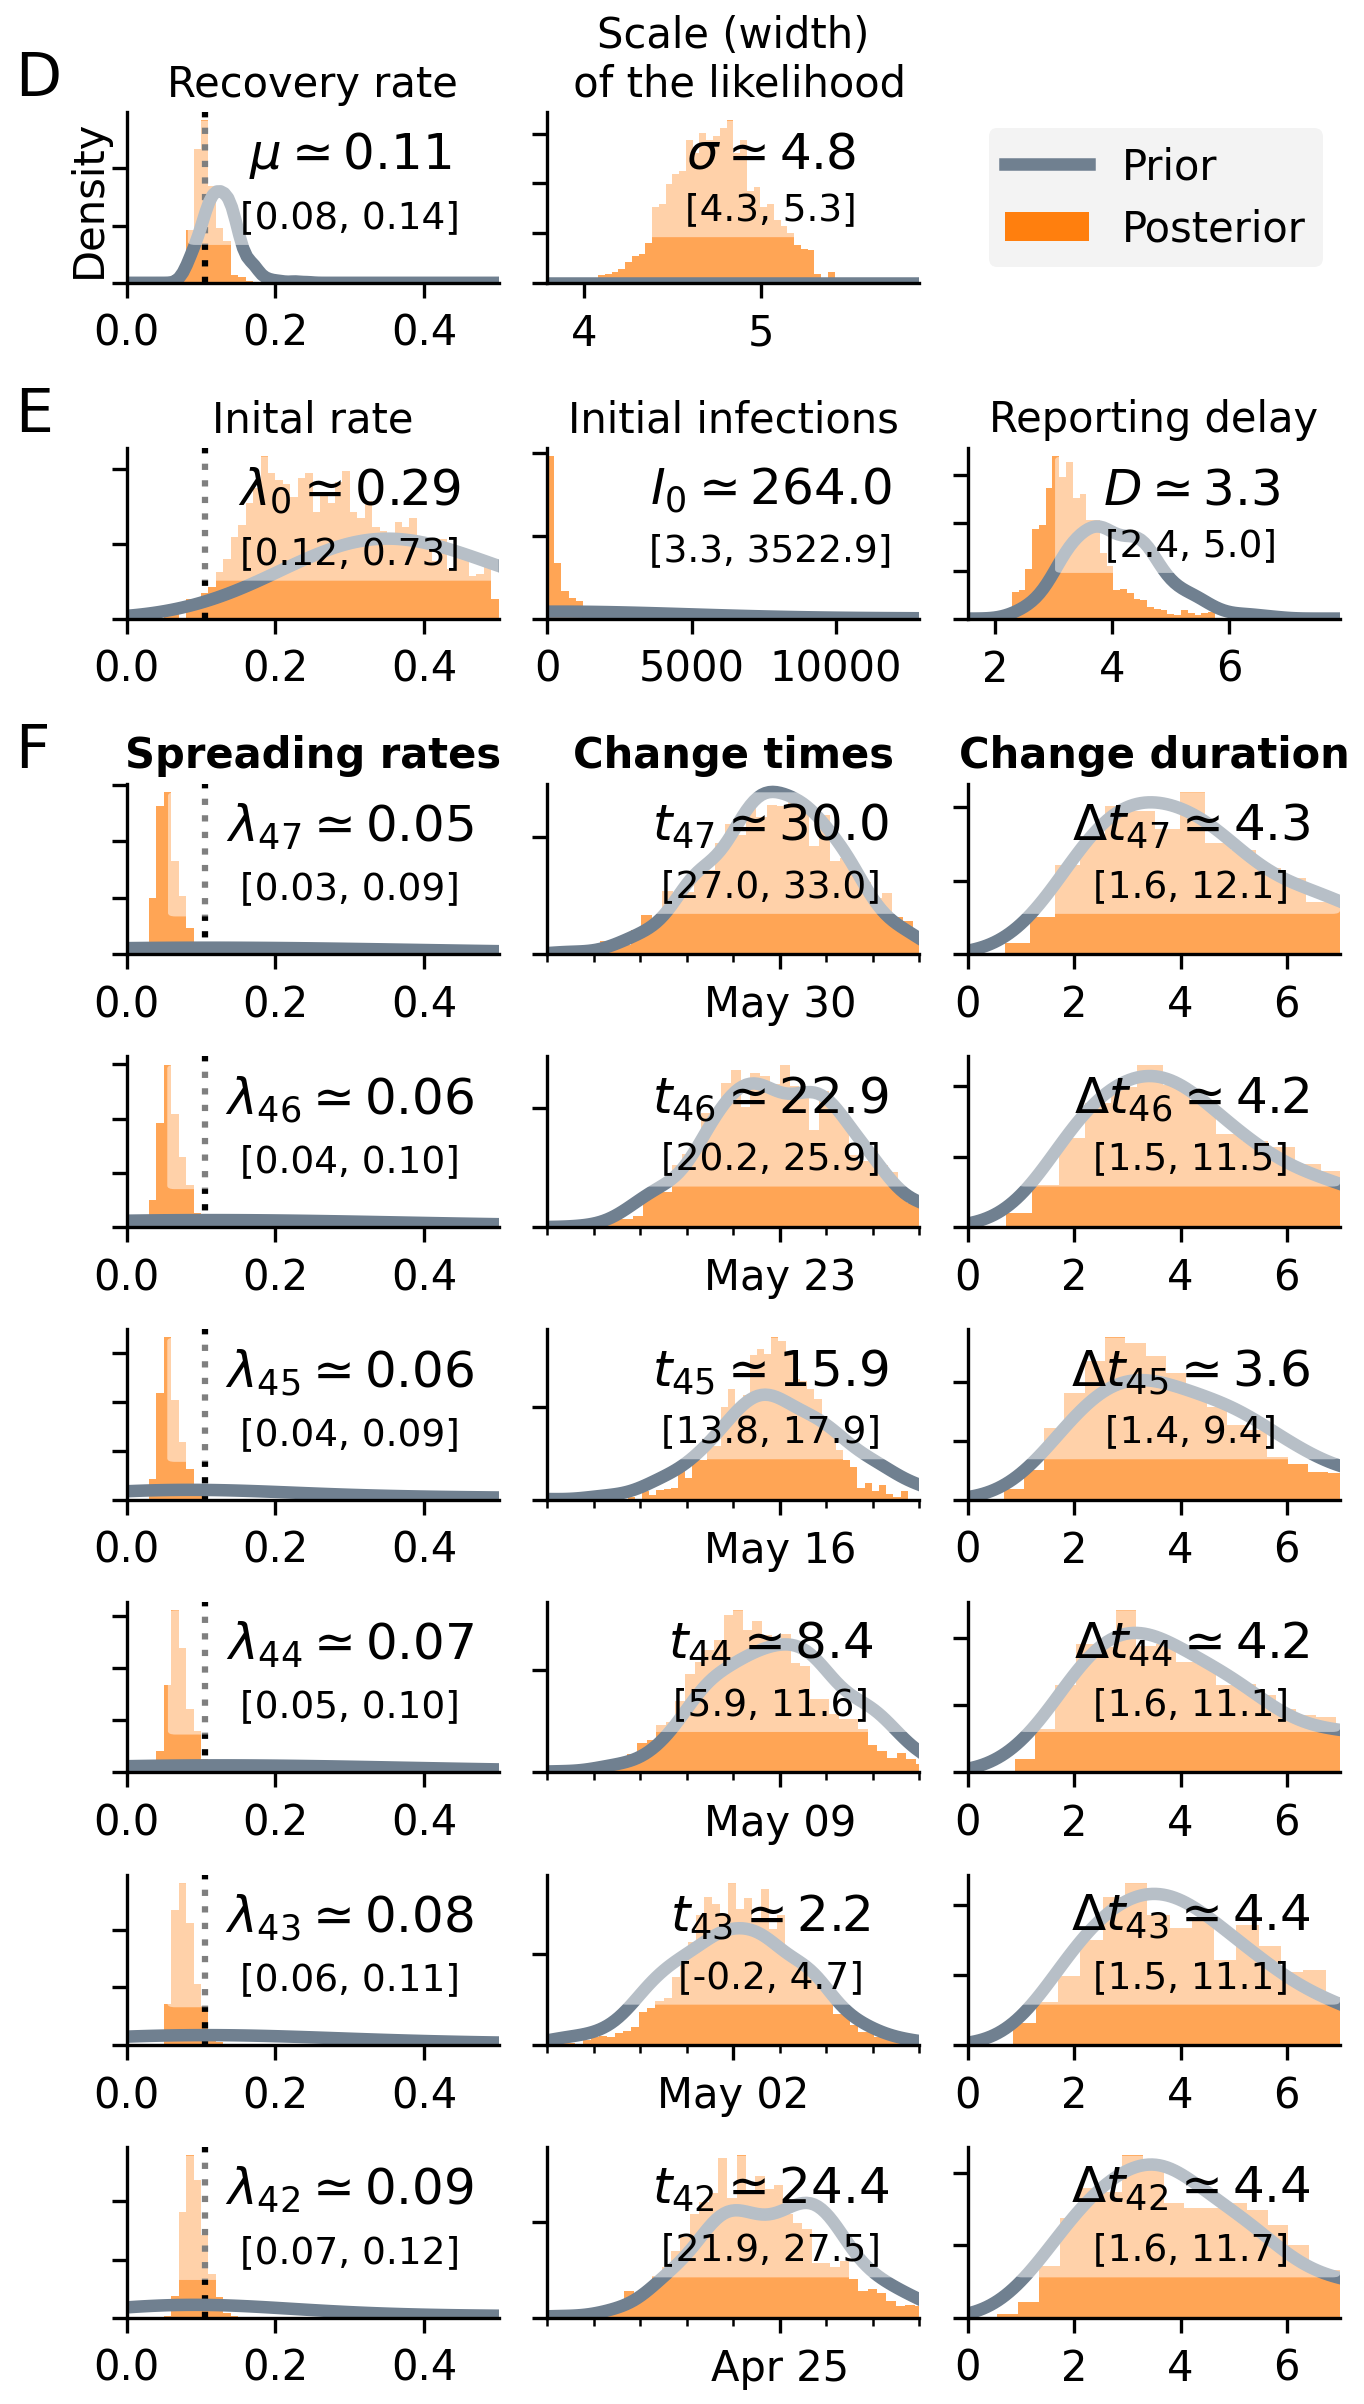 D
Recovery rate
Scale (width)
of the likelihood
Density
μ ≃ 0.11
[0.08, 0.14]
0.0 0.2 0.4
σ ≃ 4.8
[4.3, 5.3]
4 5
Prior
Posterior
E
Inital rate
λ0 ≃ 0.29
[0.12, 0.73]
0.0 0.2 0.4
Initial infections
I0 ≃ 264.0
[3.3, 3522.9]
0 5000 10000
Reporting delay
D ≃ 3.3
[2.4, 5.0]
2 4 6
F
Spreading rates
Change times
Change duration
λ47 ≃ 0.05
[0.03, 0.09]
0.0 0.2 0.4
t47 ≃ 30.0
[27.0, 33.0]
May 30
Δt47 ≃ 4.3
[1.6, 12.1]
0 2 4 6
λ46 ≃ 0.06
[0.04, 0.10]
0.0 0.2 0.4
t46 ≃ 22.9
[20.2, 25.9]
May 23
Δt46 ≃ 4.2
[1.5, 11.5]
0 2 4 6
λ45 ≃ 0.06
[0.04, 0.09]
0.0 0.2 0.4
t45 ≃ 15.9
[13.8, 17.9]
May 16
Δt45 ≃ 3.6
[1.4, 9.4]
0 2 4 6
λ44 ≃ 0.07
[0.05, 0.10]
0.0 0.2 0.4
t44 ≃ 8.4
[5.9, 11.6]
May 09
Δt44 ≃ 4.2
[1.6, 11.1]
0 2 4 6
λ43 ≃ 0.08
[0.06, 0.11]
0.0 0.2 0.4
t43 ≃ 2.2
[-0.2, 4.7]
May 02
Δt43 ≃ 4.4
[1.5, 11.1]
0 2 4 6
λ42 ≃ 0.09
[0.07, 0.12]
0.0 0.2 0.4
t42 ≃ 24.4
[21.9, 27.5]
Apr 25
Δt42 ≃ 4.4
[1.6, 11.7]
0 2 4 6